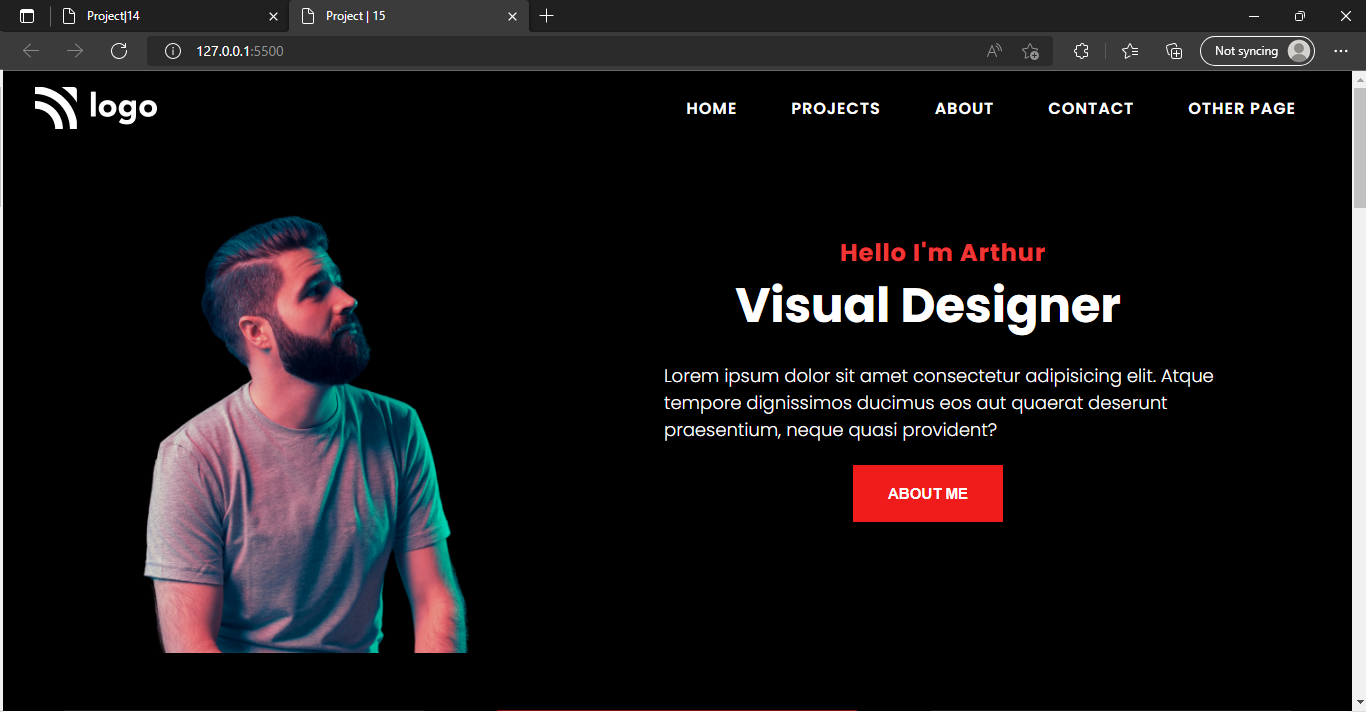 Project|14
Project | 15
127.0.0.1:5500
Not syncing
logo
HOME PROJECTS ABOUT CONTACT OTHER PAGE
Hello I'm Arthur
Visual Designer
Lorem ipsum dolor sit amet consectetur adipisicing elit. Atque
tempore dignissimos ducimus eos aut quaerat deserunt
praesentium, neque quasi provident?
ABOUT ME